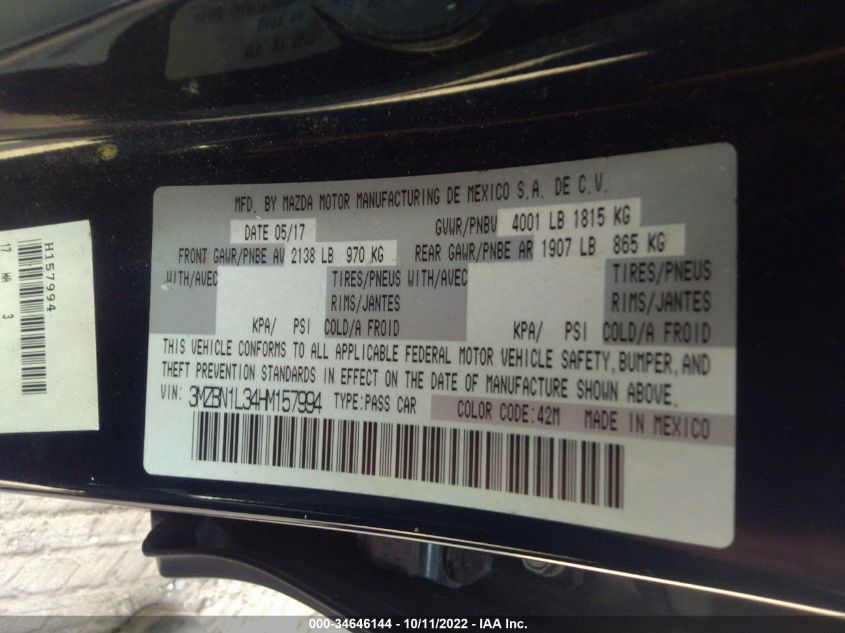 MFD. BY MAZDA MOTOR MANUFACTURING DE MEXICO S.A. DE C.V.
DATE 05/17 GVWR/PNBV 4001 LB 1815 KG
FRONT GAWR/PNBE AV 2138 LB 970 KG REAR GAWR/PNBE AR 1907 LB 865 KG
WITH/AVEC TIRES/PNEUS WITH/AVEC TIRES/PNEUS
RIMS/JANTES RIMS/JANTES
KPA/ PSI COLD/A FROID KPA/ PSI COLD/A FROID
THIS VEHICLE CONFORMS TO ALL APPLICABLE FEDERAL MOTOR VEHICLE SAFETY, BUMPER, AND
THEFT PREVENTION STANDARDS IN EFFECT ON THE DATE OF MANUFACTURE SHOWN ABOVE.
VIN: 3MZBN1L34HM157994 TYPE:PASS CAR COLOR CODE:42M MADE IN MEXICO
H157994
17 HA 3
000-34646144 - 10/11/2022 - IAA Inc.